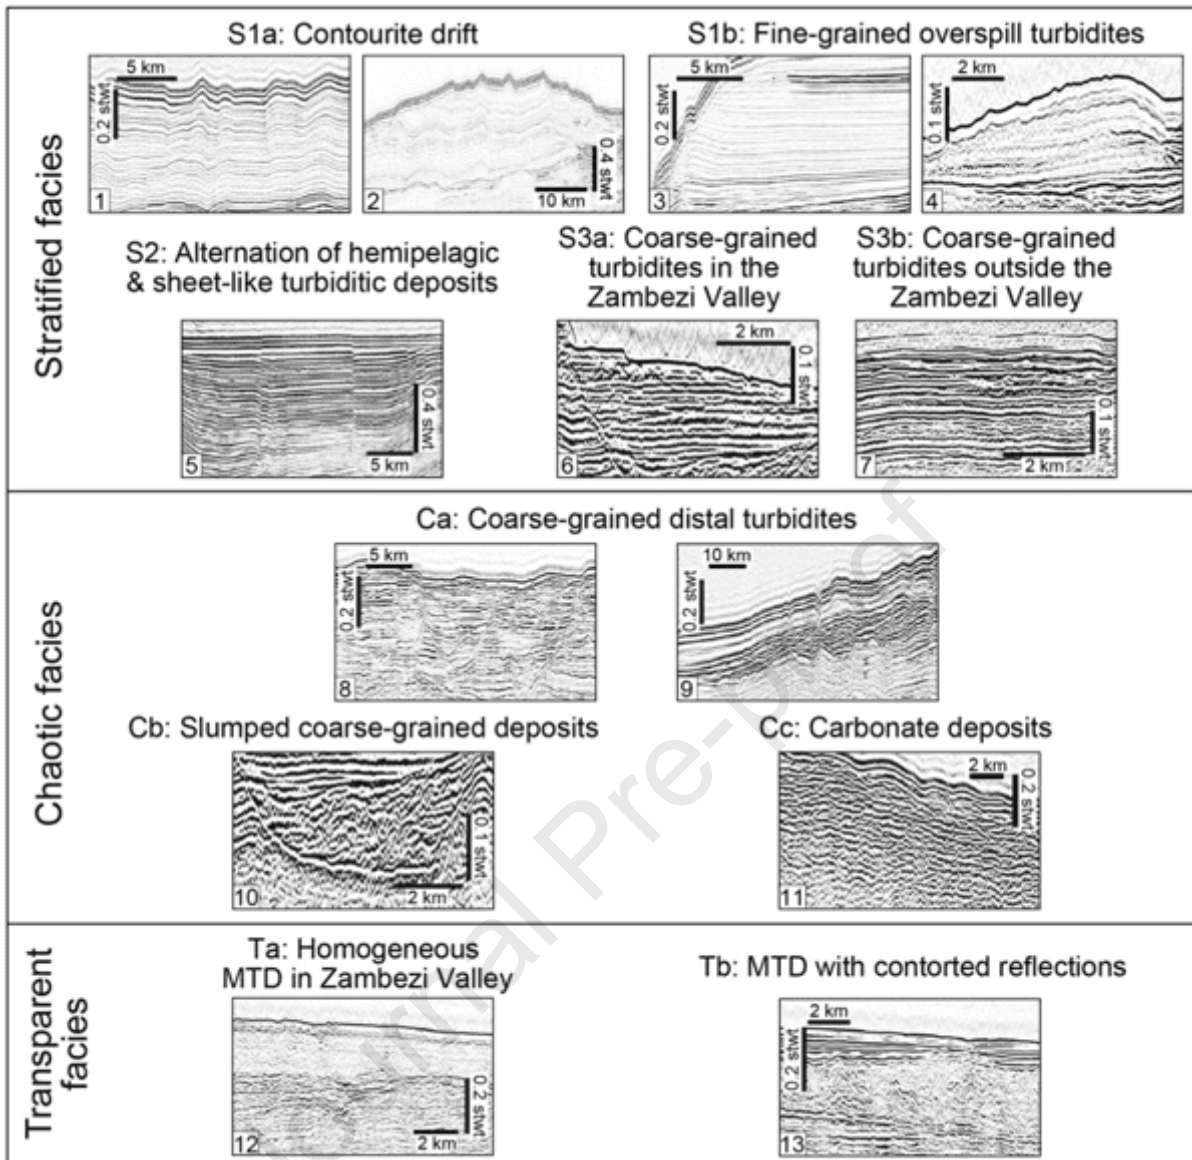 Stratified facies
S1a: Contourite drift
S1b: Fine-grained overspill turbidites
5 km
0.2 stwt
1
2
10 km
0.4 stwt
5 km
0.2 stwt
3
2 km
0.1 stwt
4
S2: Alternation of hemipelagic
& sheet-like turbiditic deposits
S3a: Coarse-grained
turbidites in the
Zambezi Valley
S3b: Coarse-grained
turbidites outside the
Zambezi Valley
5
5 km
0.4 stwt
6
2 km
0.1 stwt
7
2 km
0.1 stwt
Chaotic facies
Ca: Coarse-grained distal turbidites
5 km
0.2 stwt
8
10 km
0.2 stwt
9
Cb: Slumped coarse-grained deposits
Cc: Carbonate deposits
10
2 km
0.1 stwt
11
2 km
0.2 stwt
Transparent
facies
Ta: Homogeneous
MTD in Zambezi Valley
Tb: MTD with contorted reflections
12
2 km
0.2 stwt
2 km
0.2 stwt
13
Journal Pre-proof